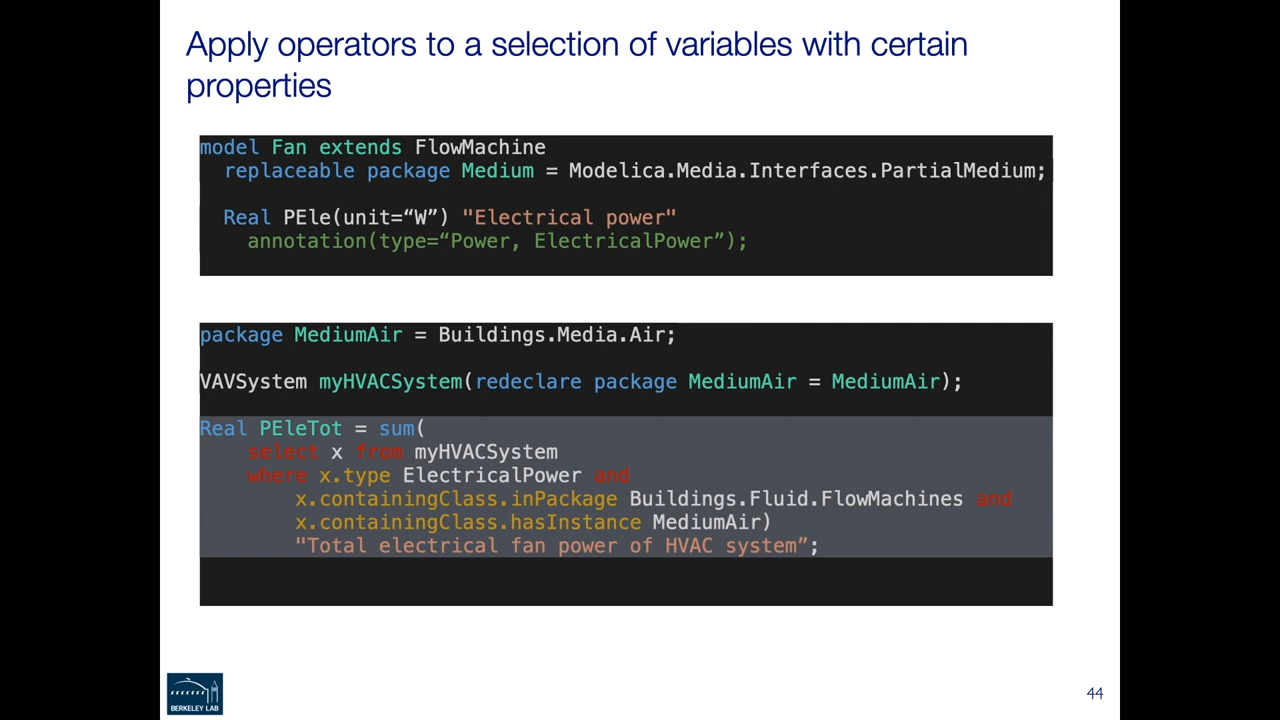 Apply operators to a selection of variables with certain
properties
model Fan extends FlowMachine
  replaceable package Medium = Modelica.Media.Interfaces.PartialMedium;
  Real PEle(unit=“W”) "Electrical power"
    annotation(type=“Power, ElectricalPower”);
package MediumAir = Buildings.Media.Air;
VAVSystem myHVACSystem(redeclare package MediumAir = MediumAir);
Real PEleTot = sum(
    select x from myHVACSystem
    where x.type ElectricalPower and
        x.containingClass.inPackage Buildings.Fluid.FlowMachines and
        x.containingClass.hasInstance MediumAir)
        "Total electrical fan power of HVAC system”;
BERKELEY LAB
44